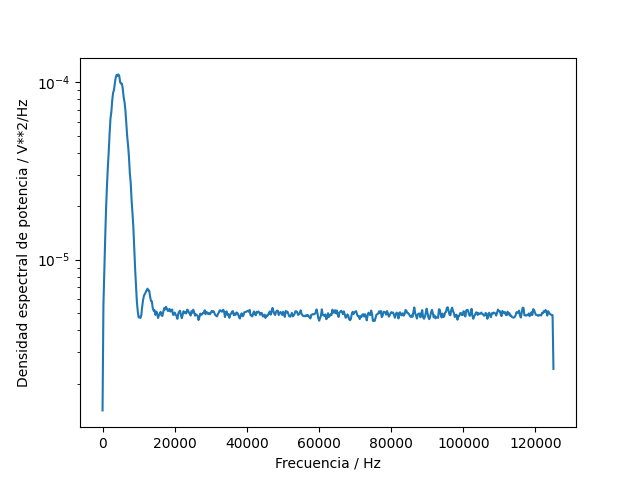 10⁻⁴
10⁻⁵
Densidad espectral de potencia / V**2/Hz
0 20000 40000 60000 80000 100000 120000
Frecuencia / Hz